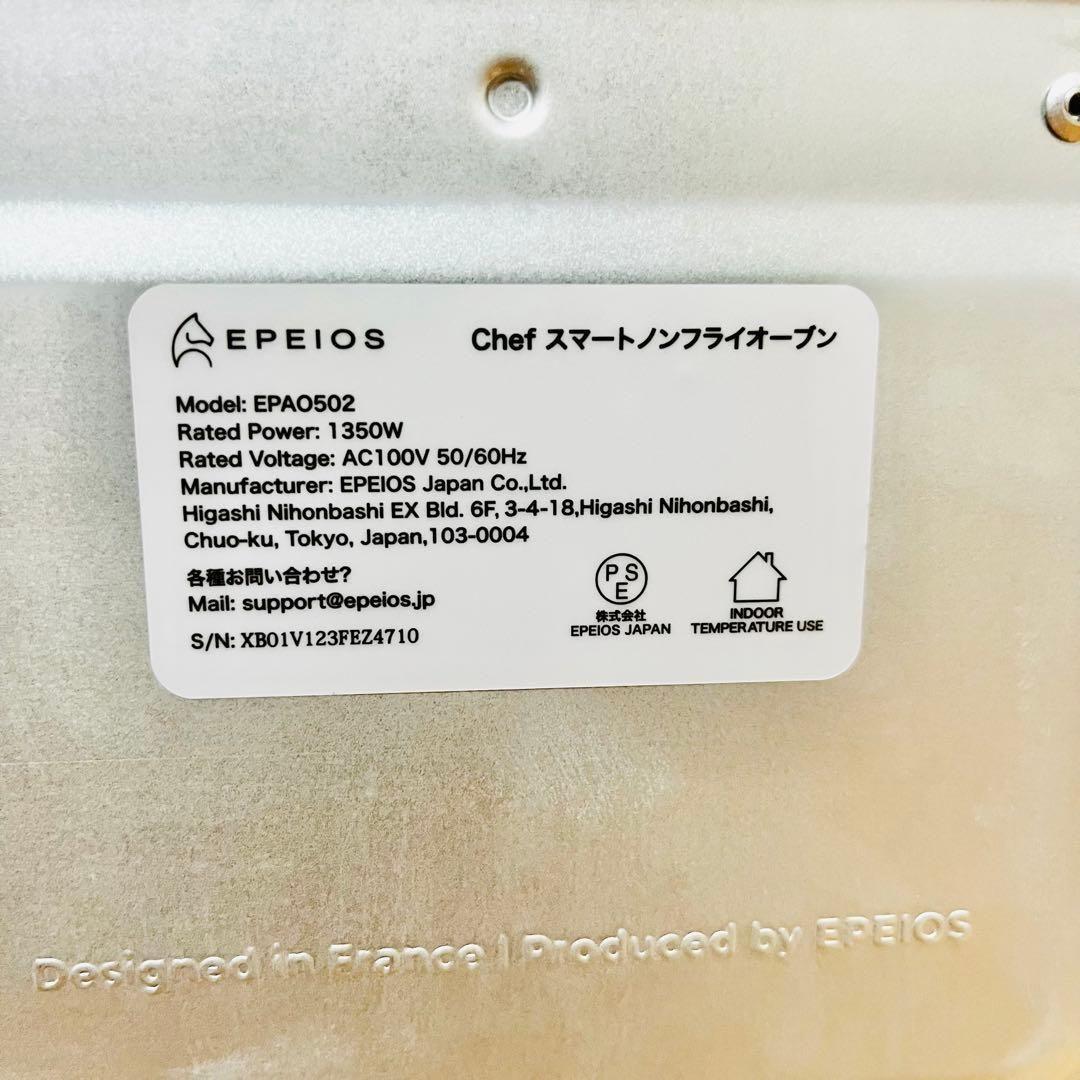 EPEIOS
Chef スマートノンフライオーブン
Model: EPAO502
Rated Power: 1350W
Rated Voltage: AC100V 50/60Hz
Manufacturer: EPEIOS Japan Co.,Ltd.
Higashi Nihonbashi EX Bld. 6F, 3-4-18,Higashi Nihonbashi,
Chuo-ku, Tokyo, Japan,103-0004
各種お問い合わせ?
Mail: support@epeios.jp
S/N: XB01V123FEZ4710
PSE
株式会社
EPEIOS JAPAN
INDOOR
TEMPERATURE USE
Designed in France | Produced by EPEIOS